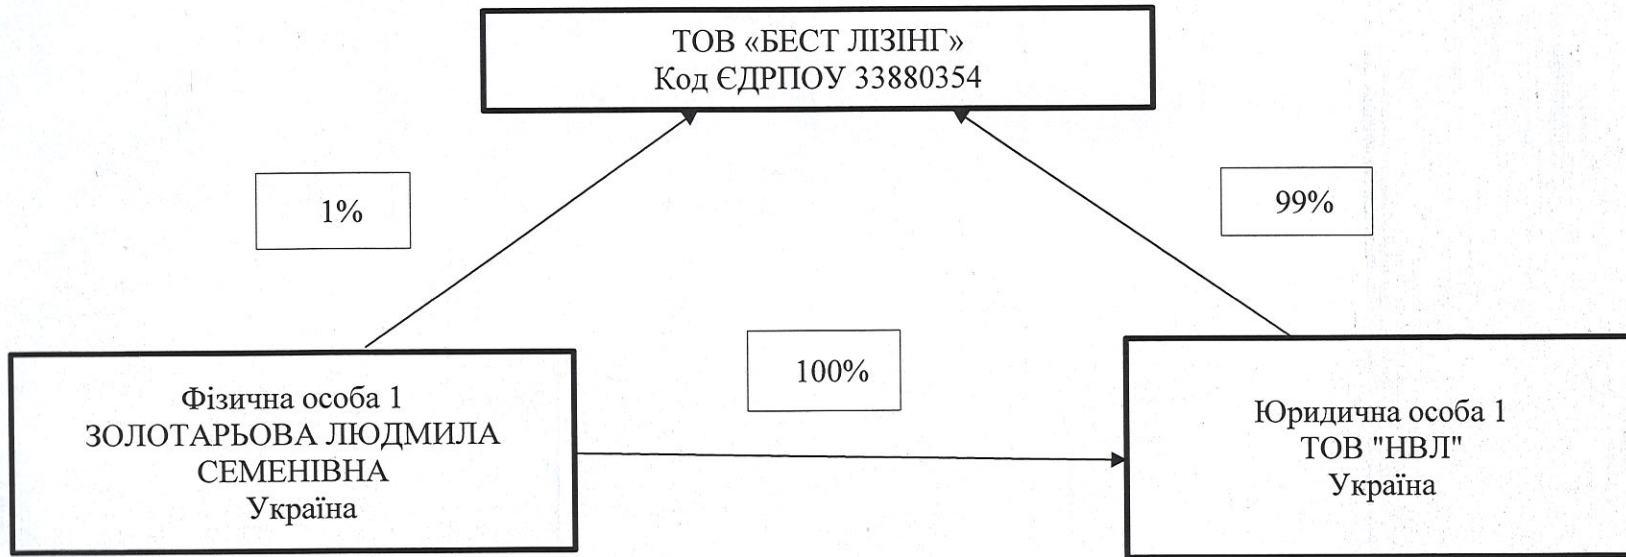 ТОВ «БЕСТ ЛІЗІНГ»
Код ЄДРПОУ 33880354
1%
99%
100%
Фізична особа 1
ЗОЛОТАРЬОВА ЛЮДМИЛА
СЕМЕНІВНА
Україна
Юридична особа 1
ТОВ "НВЛ"
Україна